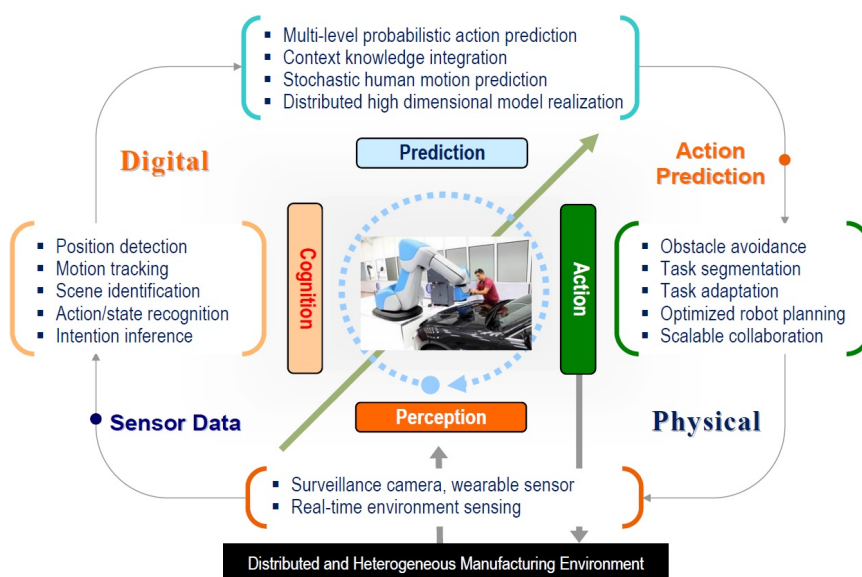 ▪ Multi-level probabilistic action prediction
▪ Context knowledge integration
▪ Stochastic human motion prediction
▪ Distributed high dimensional model realization
Digital
Prediction
Action
Prediction
▪ Position detection
▪ Motion tracking
▪ Scene identification
▪ Action/state recognition
▪ Intention inference
Cognition
Action
▪ Obstacle avoidance
▪ Task segmentation
▪ Task adaptation
▪ Optimized robot planning
▪ Scalable collaboration
Sensor Data
Perception
Physical
▪ Surveillance camera, wearable sensor
▪ Real-time environment sensing
Distributed and Heterogeneous Manufacturing Environment